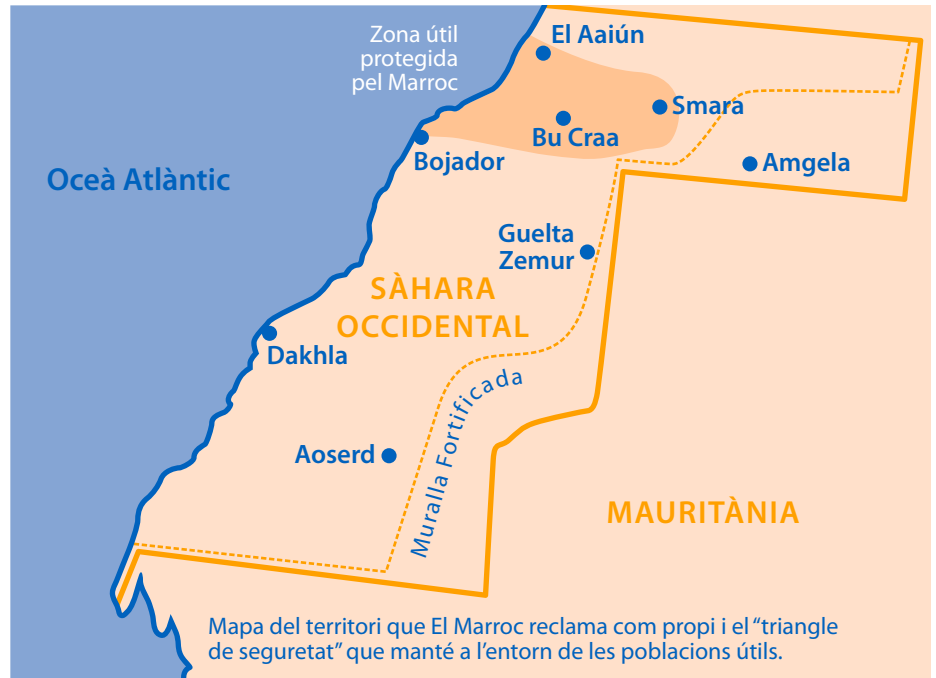 Zona útil
protegida
pel Marroc
El Aaiún
Smara
Bu Craa
Bojador
Amgela
Oceà Atlàntic
Guelta
Zemur
SÀHARA
OCCIDENTAL
Dakhla
Muralla Fortificada
Aoserd
MAURITÀNIA
Mapa del territori que El Marroc reclama com propi i el “triangle
de seguretat” que manté a l’entorn de les poblacions útils.